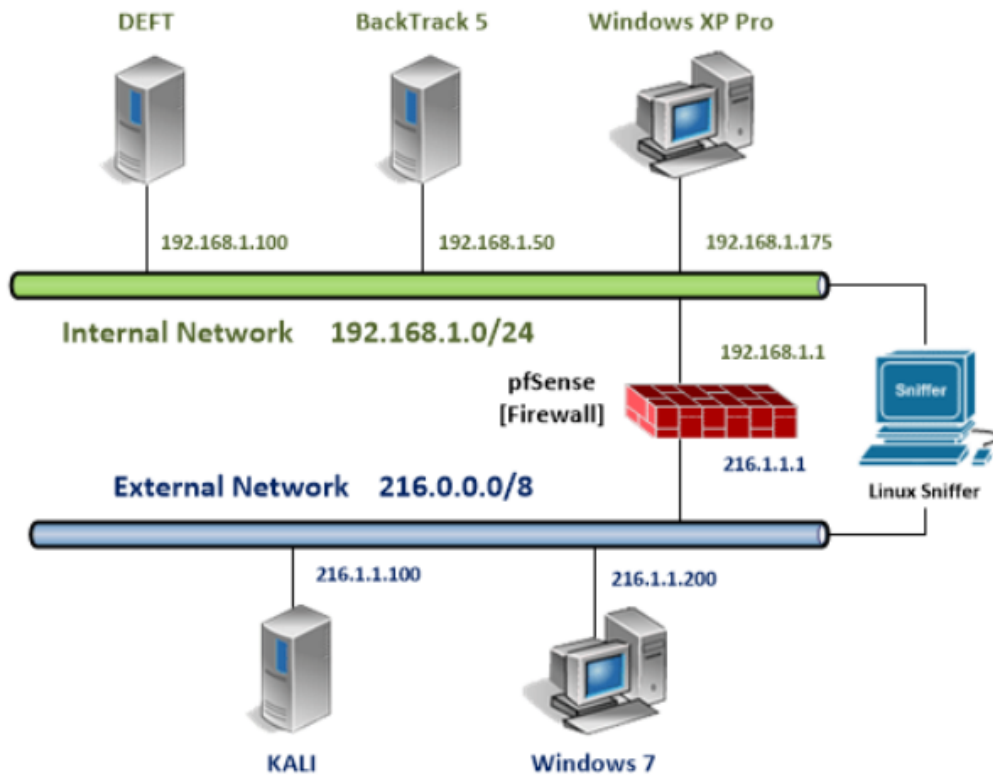 DEFT
BackTrack 5
Windows XP Pro
192.168.1.100
192.168.1.50
192.168.1.175
Internal Network 192.168.1.0/24
192.168.1.1
pfSense
[Firewall]
Sniffer
216.1.1.1
External Network 216.0.0.0/8
Linux Sniffer
216.1.1.100
216.1.1.200
KALI
Windows 7